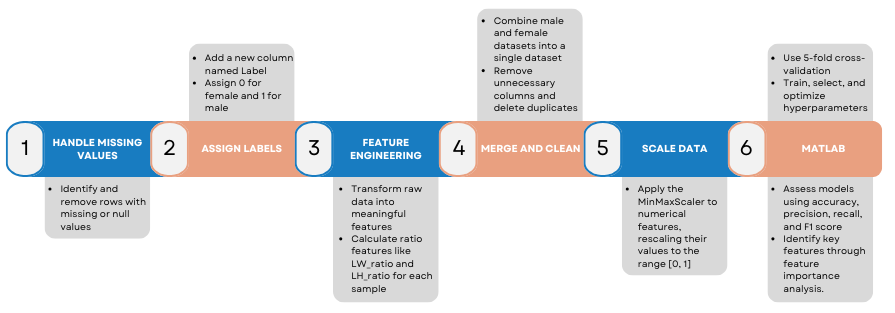 1
HANDLE MISSING
VALUES
• Identify and
remove rows with
missing or null
values
2
ASSIGN LABELS
• Add a new column
named Label
• Assign 0 for
female and 1 for
male
3
FEATURE
ENGINEERING
• Transform raw
data into
meaningful
features
• Calculate ratio
features like
LW_ratio and
LH_ratio for each
sample
4
MERGE AND CLEAN
• Combine male
and female
datasets into a
single dataset
• Remove
unnecessary
columns and
delete duplicates
5
SCALE DATA
• Apply the
MinMaxScaler to
numerical
features,
rescaling their
values to the
range [0, 1]
6
MATLAB
• Use 5-fold cross-
validation
• Train, select, and
optimize
hyperparameters
• Assess models
using accuracy,
precision, recall,
and F1 score
• Identify key
features through
feature
importance
analysis.